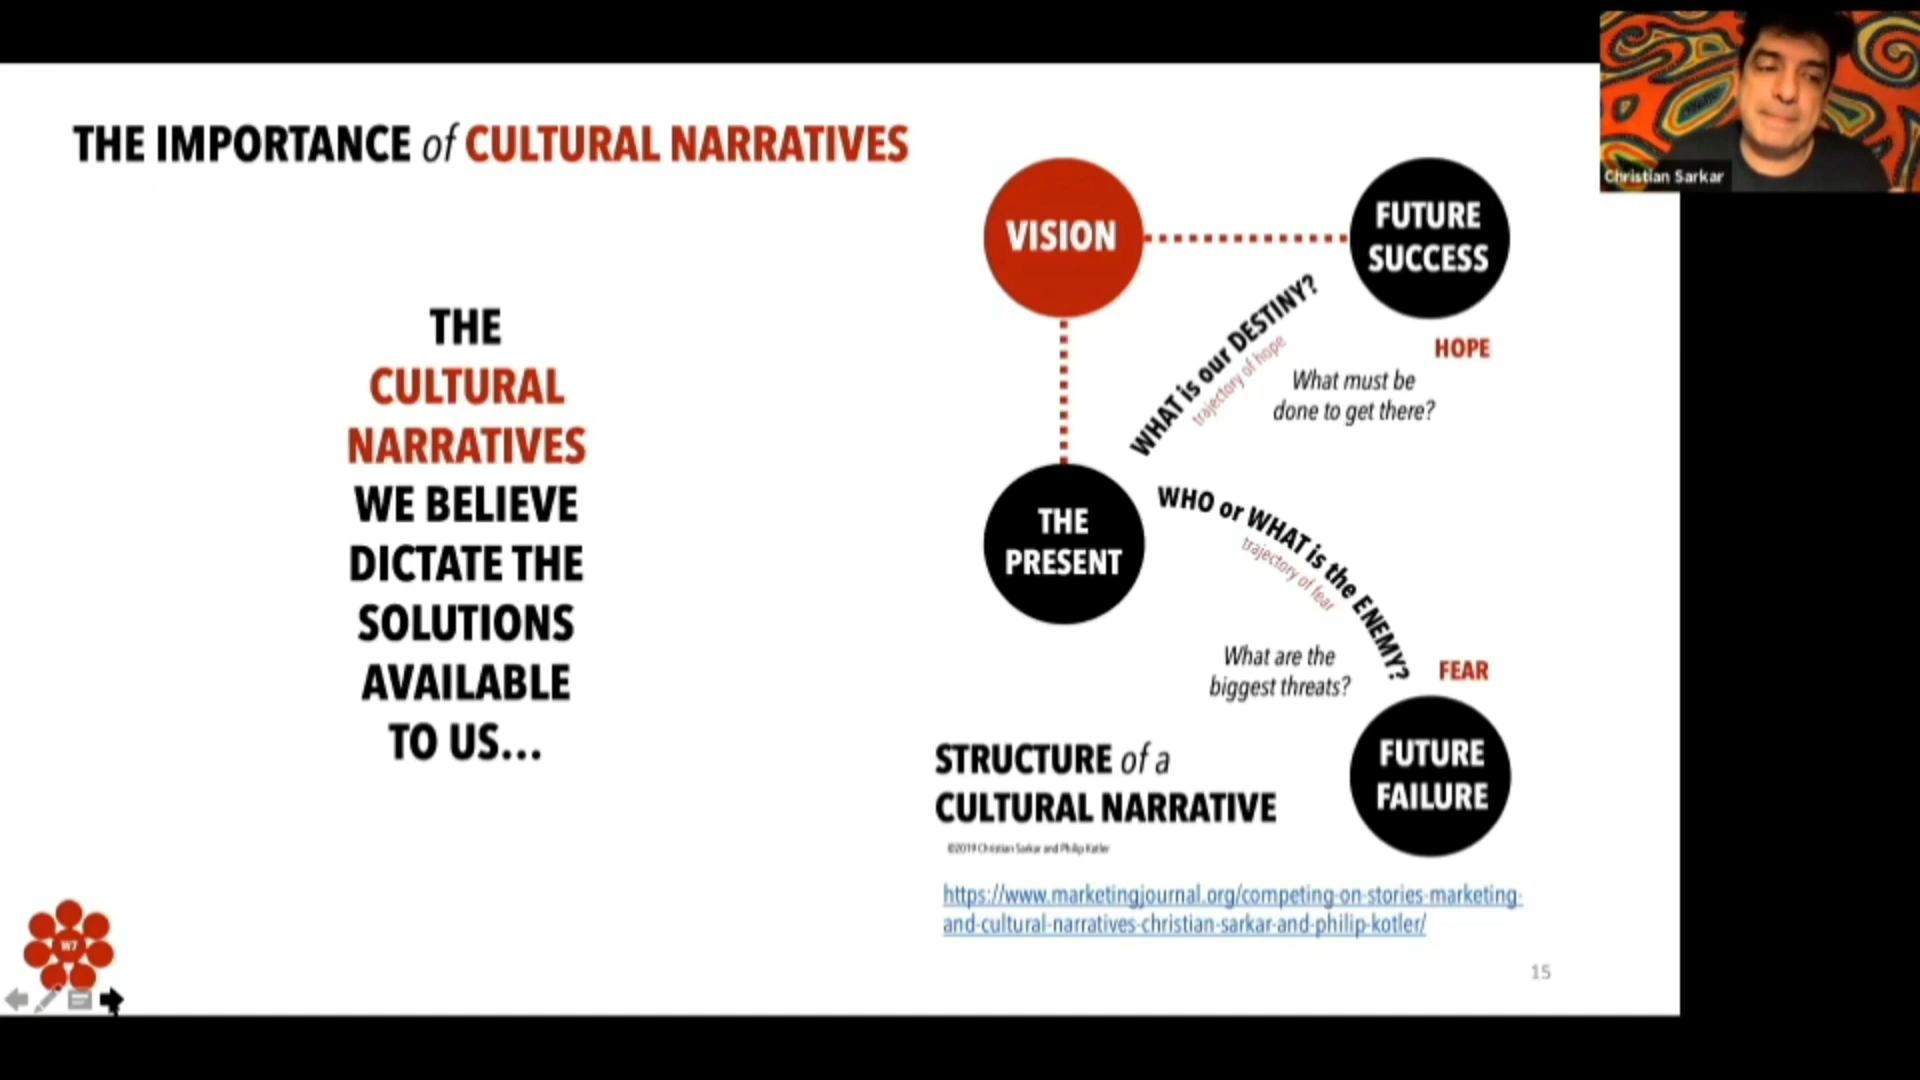 THE IMPORTANCE of CULTURAL NARRATIVES
THE
CULTURAL
NARRATIVES
WE BELIEVE
DICTATE THE
SOLUTIONS
AVAILABLE
TO US...
VISION
FUTURE
SUCCESS
WHAT is our DESTINY?
trajectory of hope
HOPE
What must be
done to get there?
THE
PRESENT
WHO or WHAT is the ENEMY?
trajectory of fear
What are the
biggest threats?
FEAR
FUTURE
FAILURE
STRUCTURE of a
CULTURAL NARRATIVE
©2019 Christian Sarkar and Philip Kotler
https://www.marketingjournal.org/competing-on-stories-marketing-
and-cultural-narratives-christian-sarkar-and-philip-kotler/
W7
15
Christian Sarkar